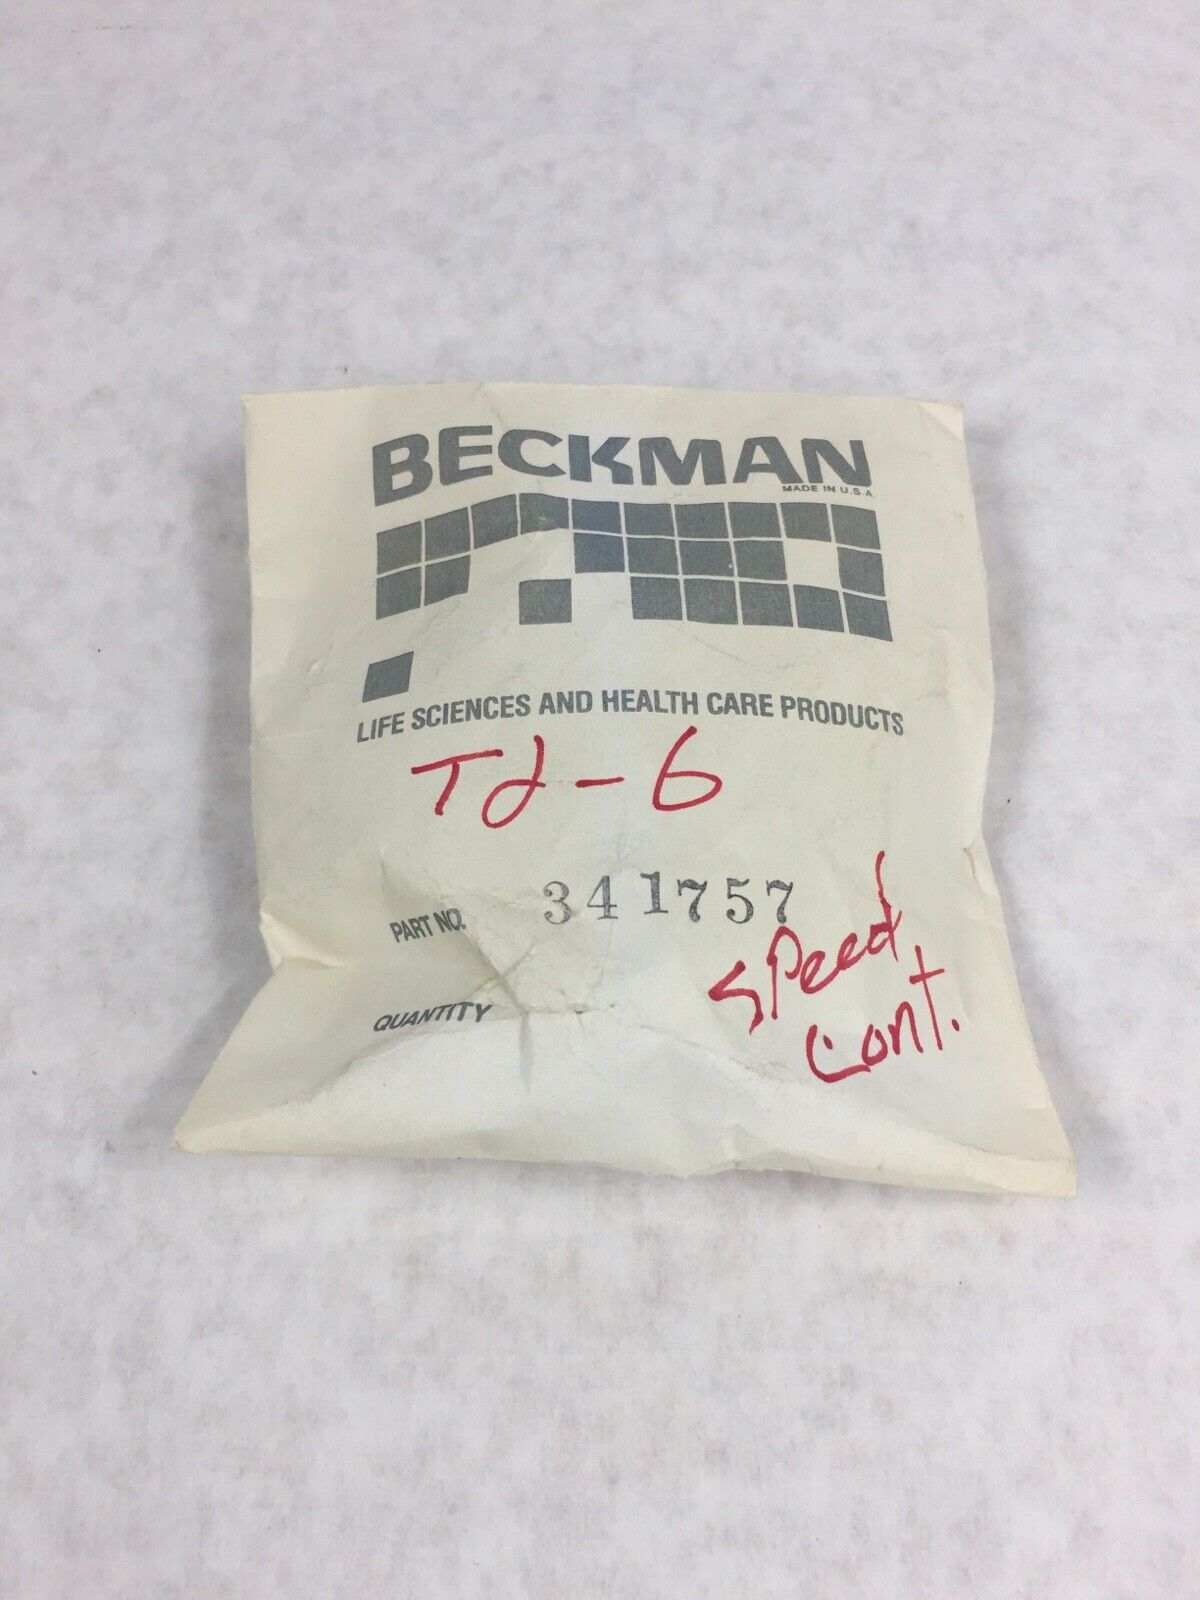 BECKMAN
MADE IN U.S.A.
LIFE SCIENCES AND HEALTH CARE PRODUCTS
TJ-6
PART NO. 341757
Speed
Cont.
QUANTITY